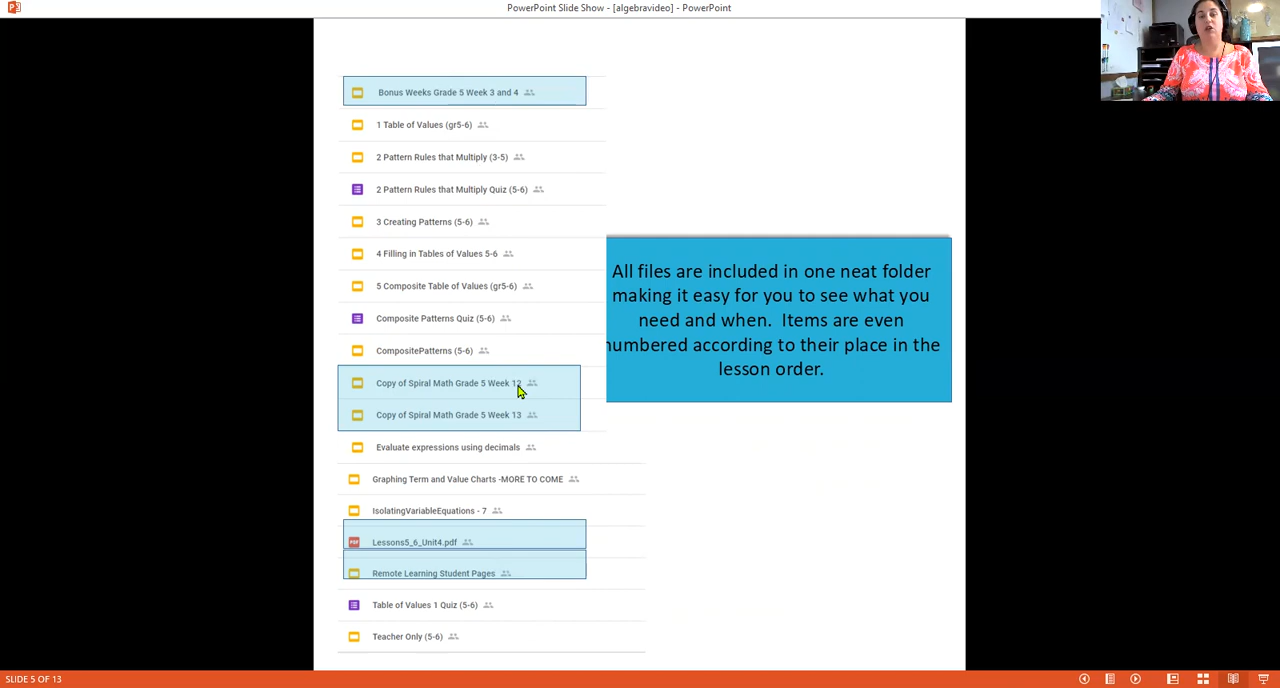 PowerPoint Slide Show - [algebravideo] - PowerPoint
Bonus Weeks Grade 5 Week 3 and 4
1 Table of Values (gr5-6)
2 Pattern Rules that Multiply (3-5)
2 Pattern Rules that Multiply Quiz (5-6)
3 Creating Patterns (5-6)
4 Filling in Tables of Values 5-6
5 Composite Table of Values (gr5-6)
Composite Patterns Quiz (5-6)
CompositePatterns (5-6)
Copy of Spiral Math Grade 5 Week 12
Copy of Spiral Math Grade 5 Week 13
Evaluate expressions using decimals
Graphing Term and Value Charts -MORE TO COME
IsolatingVariableEquations - 7
PDF Lessons5_6_Unit4.pdf
Remote Learning Student Pages
Table of Values 1 Quiz (5-6)
Teacher Only (5-6)
All files are included in one neat folder
making it easy for you to see what you
need and when. Items are even
numbered according to their place in the
lesson order.
SLIDE 5 OF 13